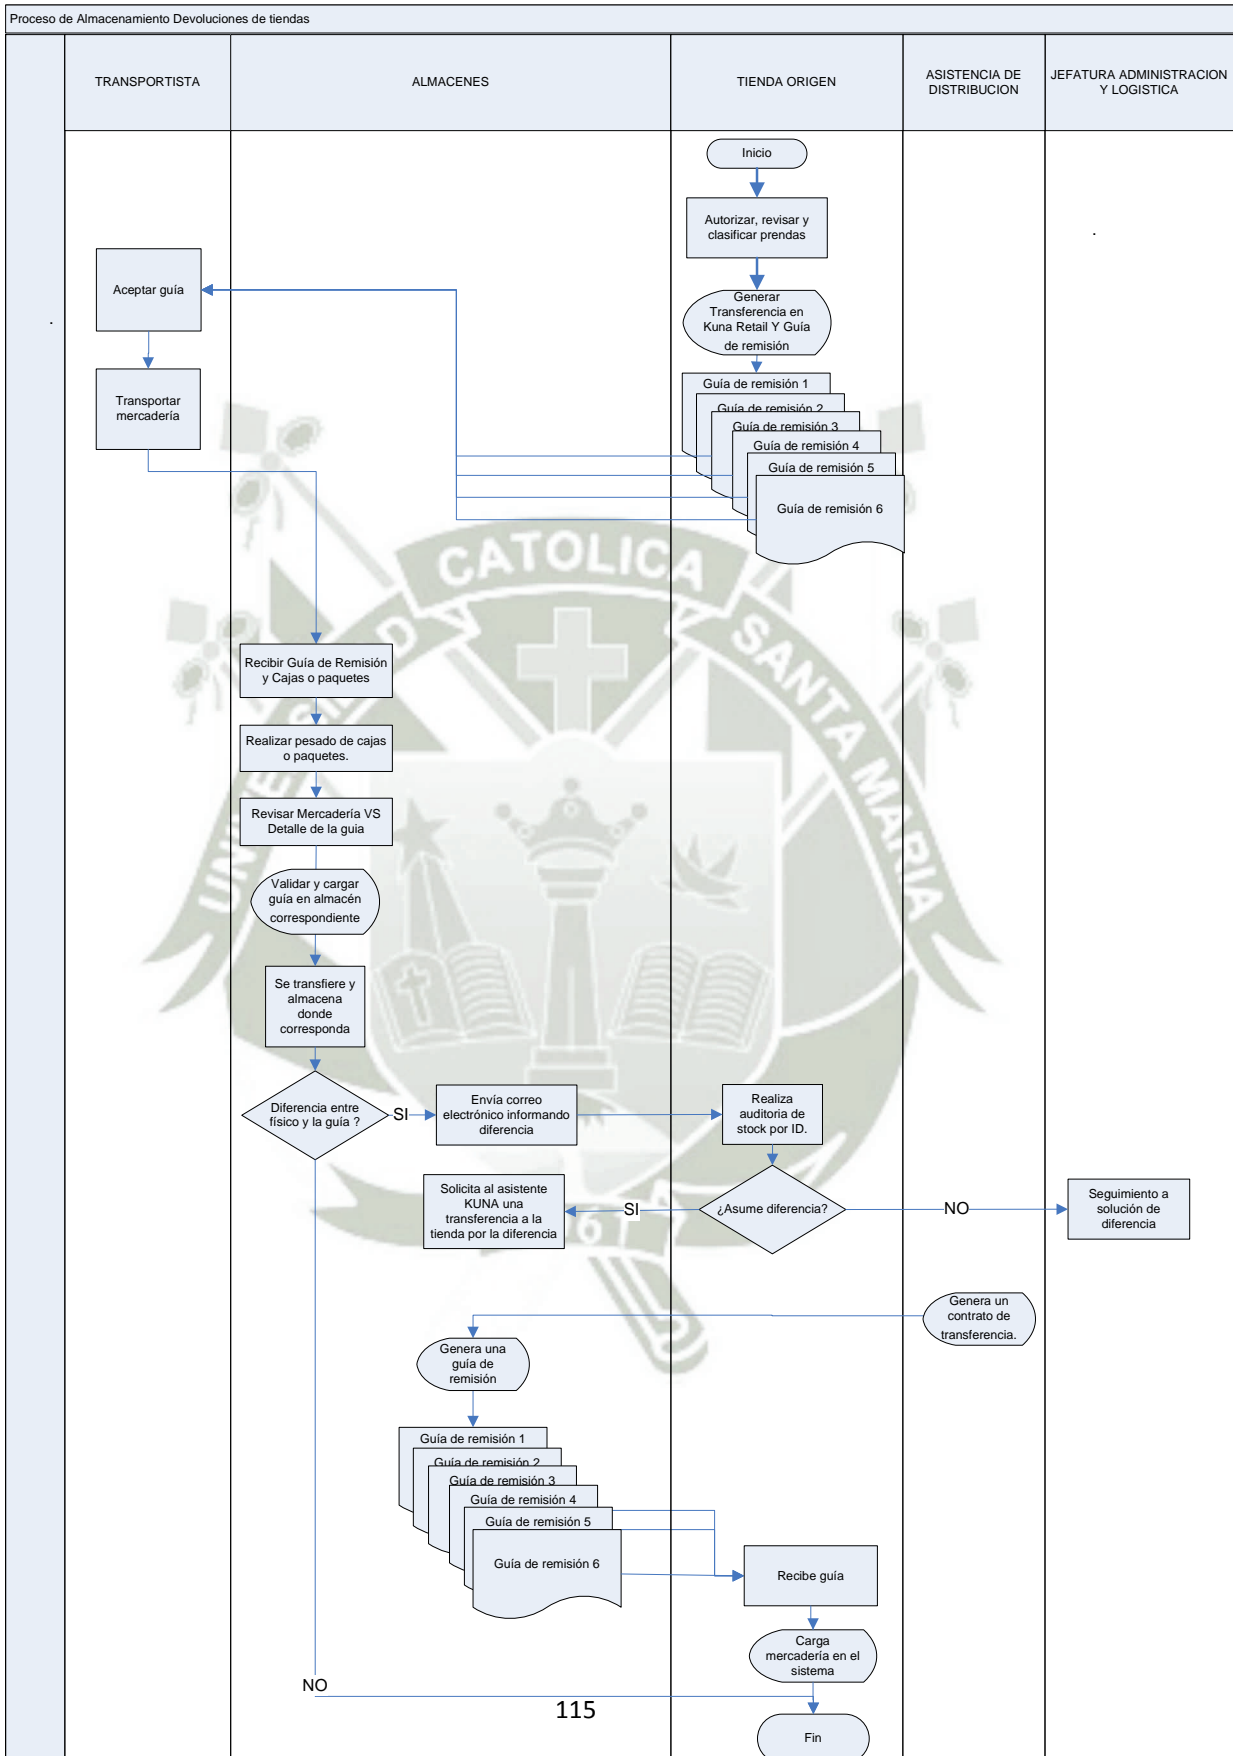 Proceso de Almacenamiento Devoluciones de tiendas
TRANSPORTISTA
ALMACENES
TIENDA ORIGEN
ASISTENCIA DE
DISTRIBUCION
JEFATURA ADMINISTRACION
Y LOGISTICA
Inicio
Autorizar, revisar y
clasificar prendas
Generar
Transferencia en
Kuna Retail Y Guía
de remisión
Aceptar guía
Transportar
mercadería
Guía de remisión 1
Guía de remisión 2
Guía de remisión 3
Guía de remisión 4
Guía de remisión 5
Guía de remisión 6
UNIVERSIDAD CATOLICA SANTA MARIA
Recibir Guía de Remisión
y Cajas o paquetes
Realizar pesado de cajas
o paquetes.
Revisar Mercadería VS
Detalle de la guia
Validar y cargar
guía en almacén
correspondiente
Se transfiere y
almacena
donde
corresponda
Diferencia entre
físico y la guía ?
SI
Envía correo
electrónico informando
diferencia
Realiza
auditoria de
stock por ID.
¿Asume diferencia?
SI
Solicita al asistente
KUNA una
transferencia a la
tienda por la diferencia
NO
Seguimiento a
solución de
diferencia
Genera un
contrato de
transferencia.
Genera una
guía de
remisión
Guía de remisión 1
Guía de remisión 2
Guía de remisión 3
Guía de remisión 4
Guía de remisión 5
Guía de remisión 6
Recibe guía
Carga
mercadería en el
sistema
NO
115
Fin